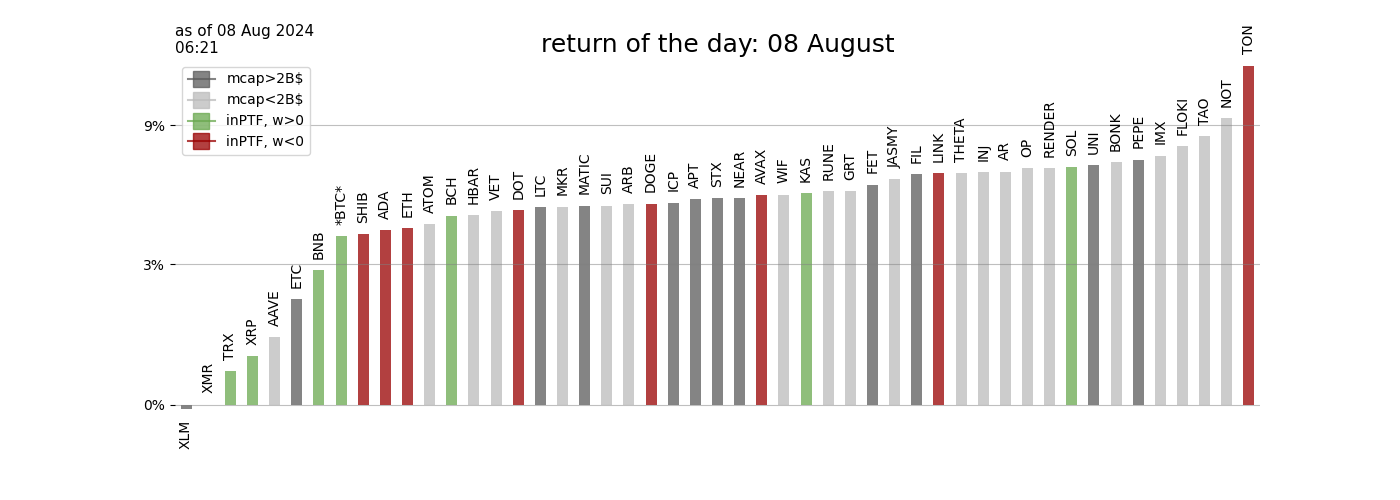 as of 08 Aug 2024
06:21
return of the day: 08 August
mcap>2B$
mcap<2B$
inPTF, w>0
inPTF, w<0
9%
3%
0%
XLM
XMR
TRX
XRP
AAVE
ETC
BNB
*BTC*
SHIB
ADA
ETH
ATOM
BCH
HBAR
VET
DOT
LTC
MKR
MATIC
SUI
ARB
DOGE
ICP
APT
STX
NEAR
AVAX
WIF
KAS
RUNE
GRT
FET
JASMY
FIL
LINK
THETA
INJ
AR
OP
RENDER
SOL
UNI
BONK
PEPE
IMX
FLOKI
TAO
NOT
TON